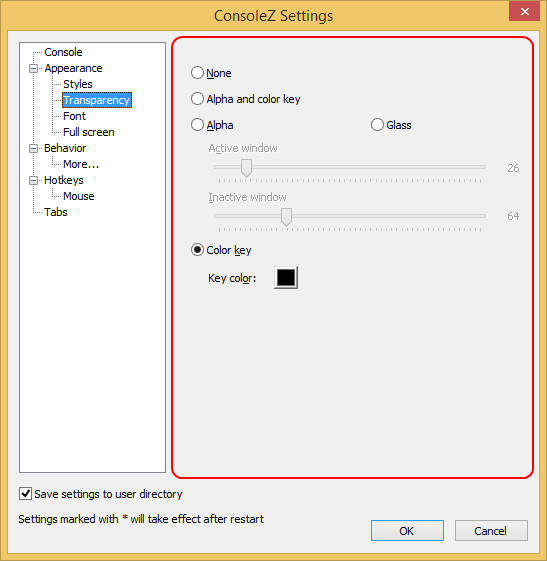 ConsoleZ Settings
Console
Appearance
Styles
Transparency
Font
Full screen
Behavior
More...
Hotkeys
Mouse
Tabs
None
Alpha and color key
Alpha
Glass
Active window
26
Inactive window
64
Color key
Key color:
Save settings to user directory
Settings marked with * will take effect after restart
OK
Cancel